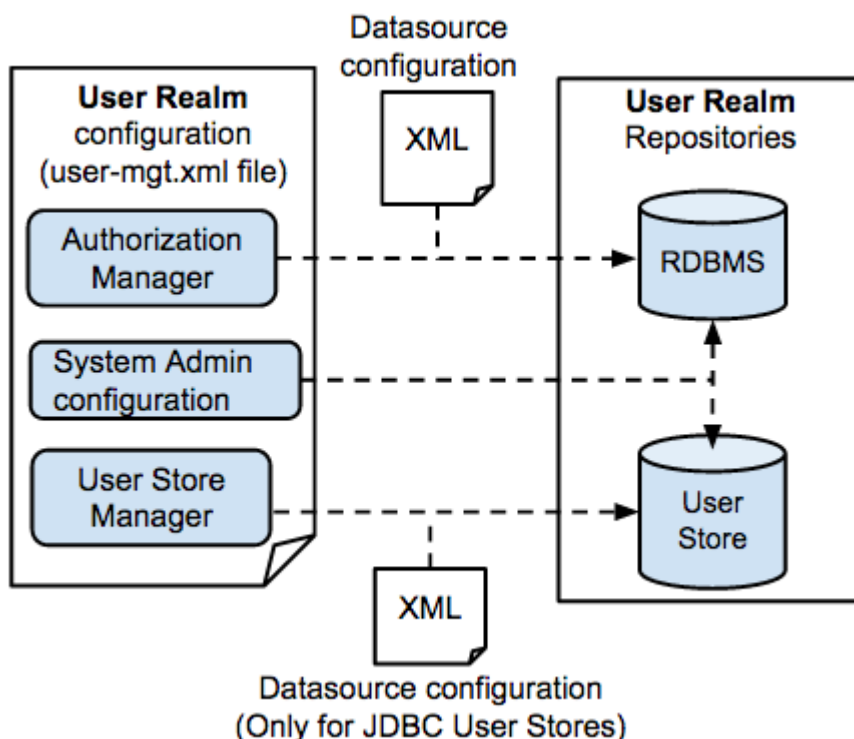 Datasource
configuration
User Realm
configuration
(user-mgt.xml file)
XML
User Realm
Repositories
Authorization
Manager
RDBMS
System Admin
configuration
User Store
Manager
User
Store
XML
Datasource configuration
(Only for JDBC User Stores)